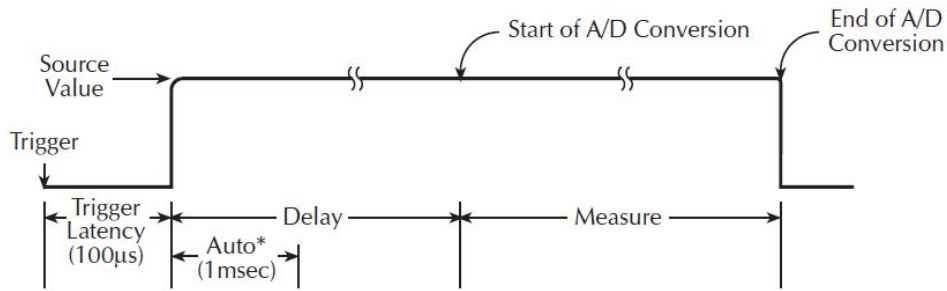 Start of A/D Conversion
End of A/D
Conversion
Source
Value
Trigger
Trigger
Latency
(100µs)
Delay
Measure
Auto*
(1msec)